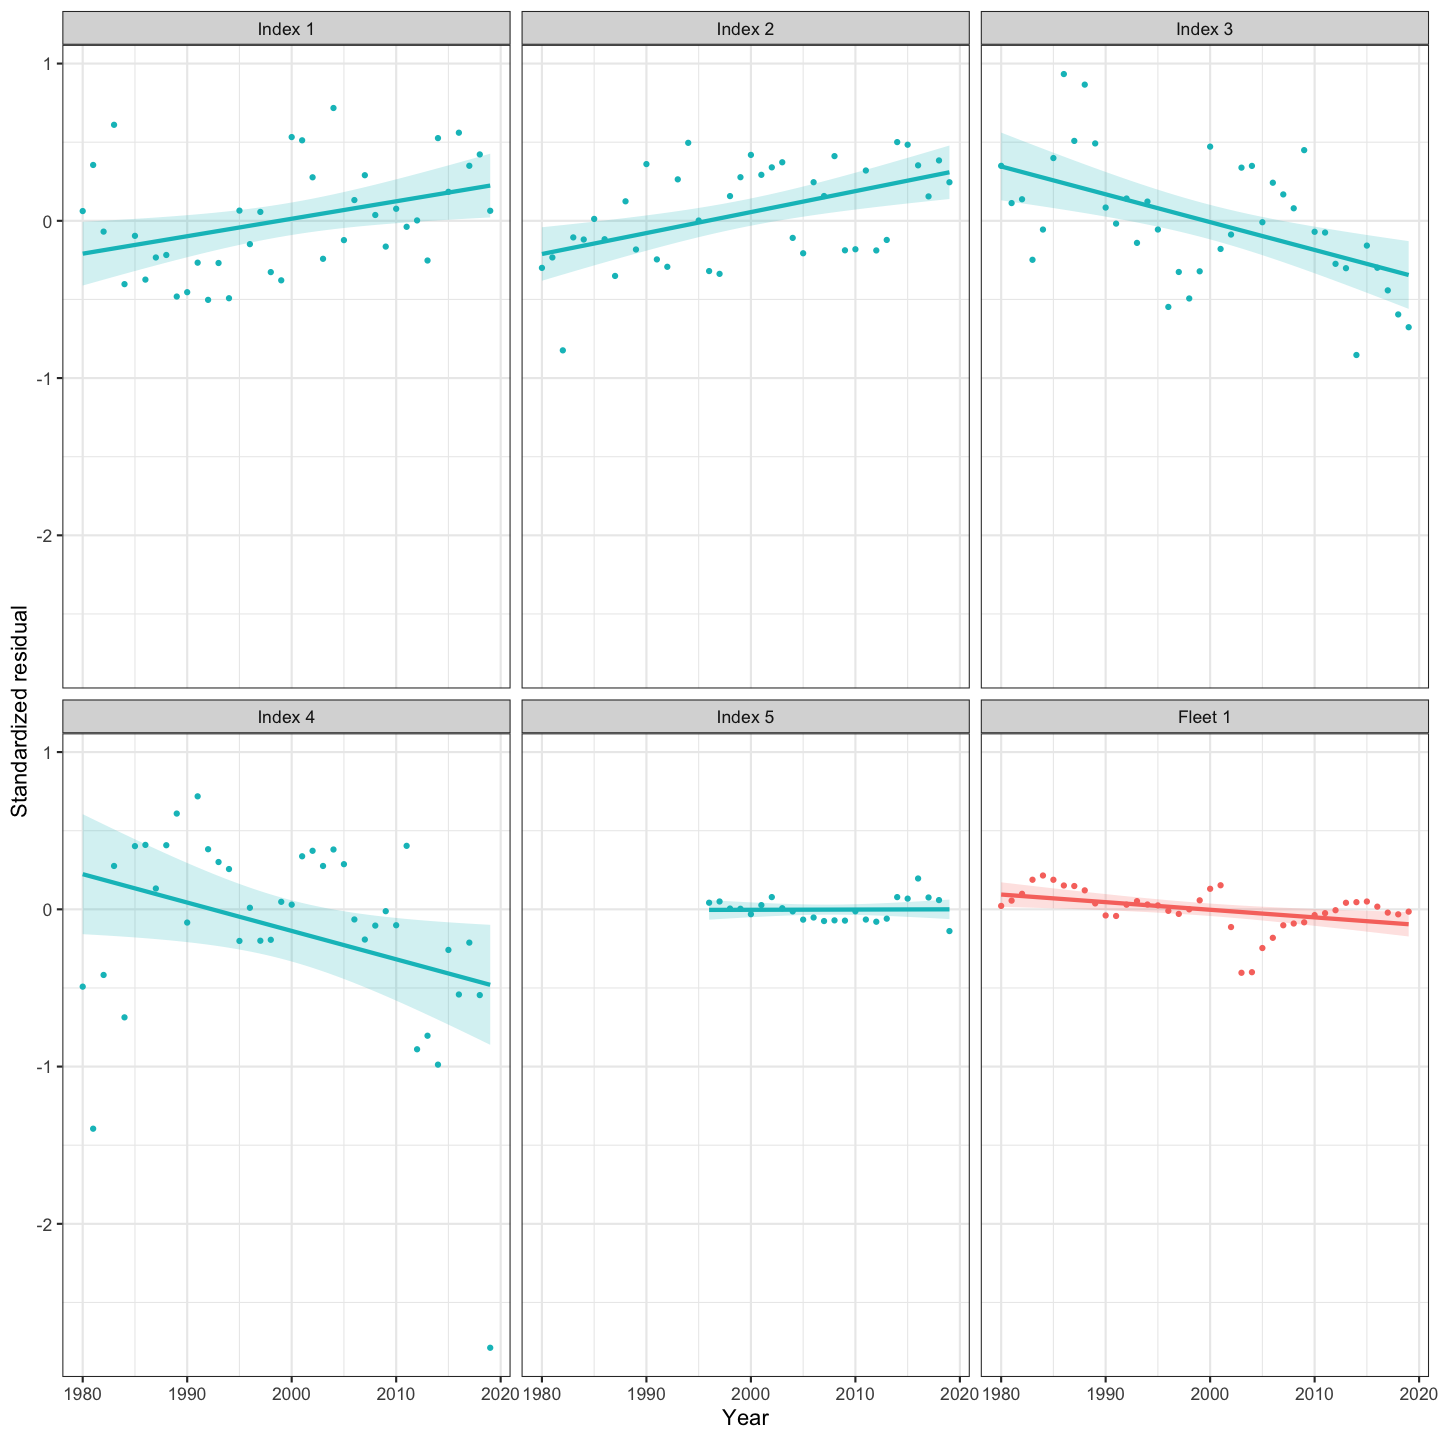 Index 1
Index 2
Index 3
1
0
-1
-2
Standardized residual
Index 4
Index 5
Fleet 1
1
0
-1
-2
1980 1990 2000 2010 2020
1980 1990 2000 2010 2020
1980 1990 2000 2010 2020
Year